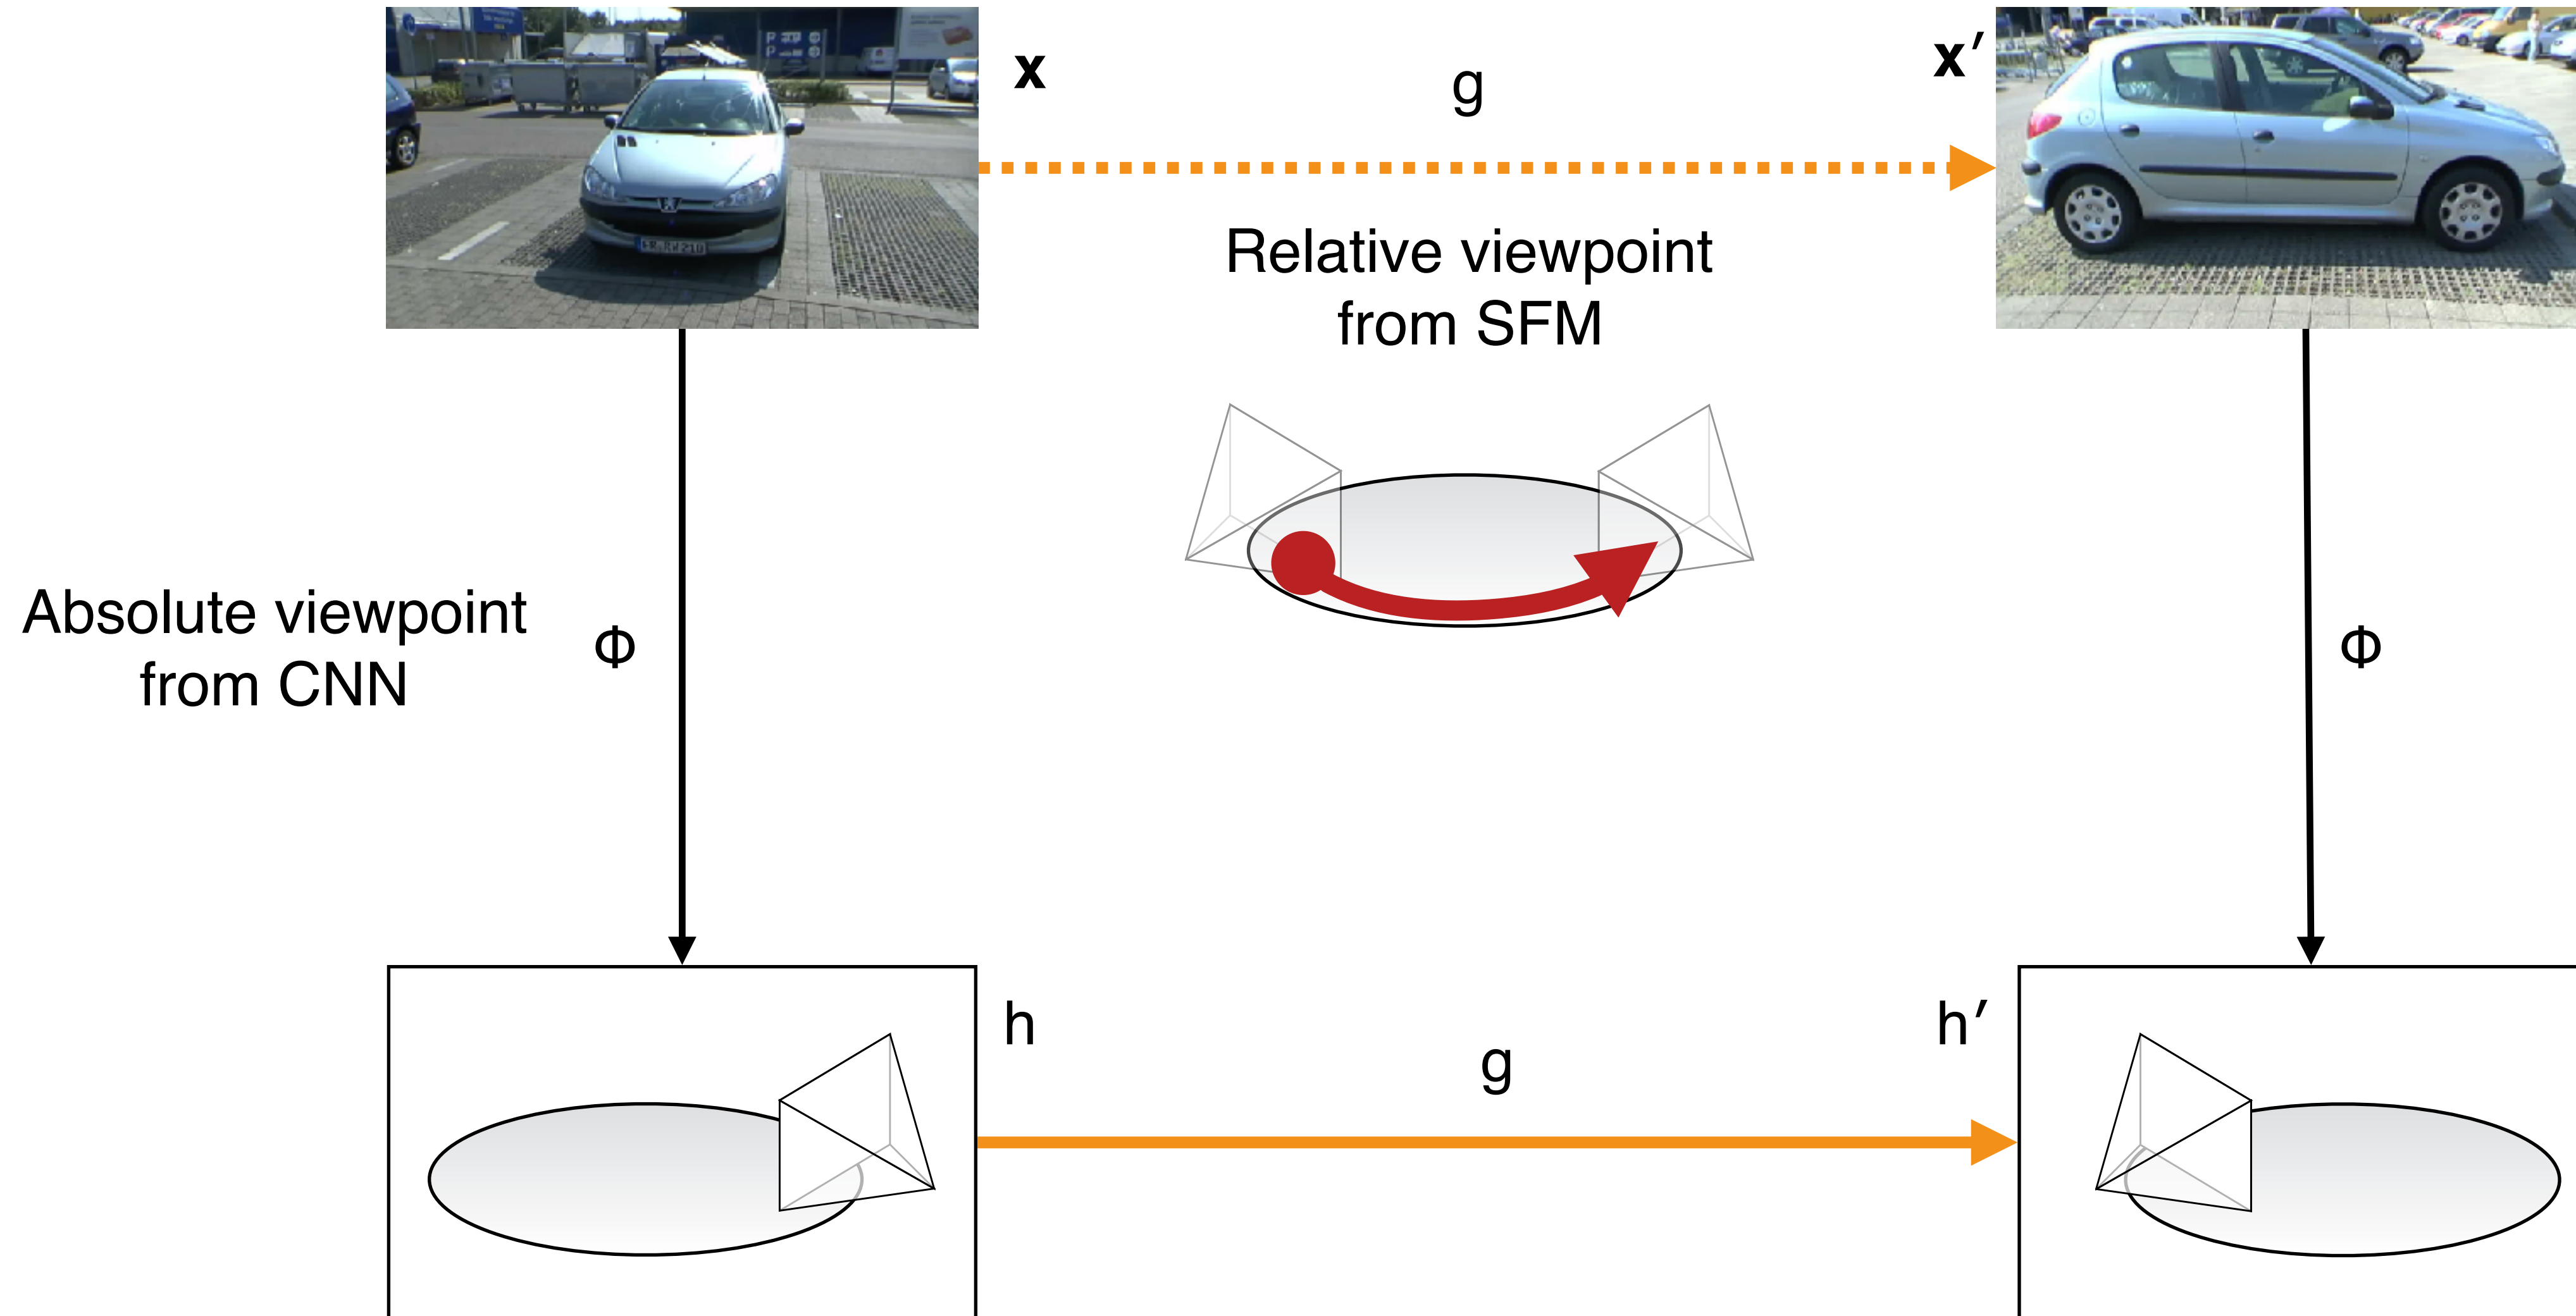 x
g
x′
Relative viewpoint
from SFM
Absolute viewpoint
from CNN
Φ
Φ
h
g
h′